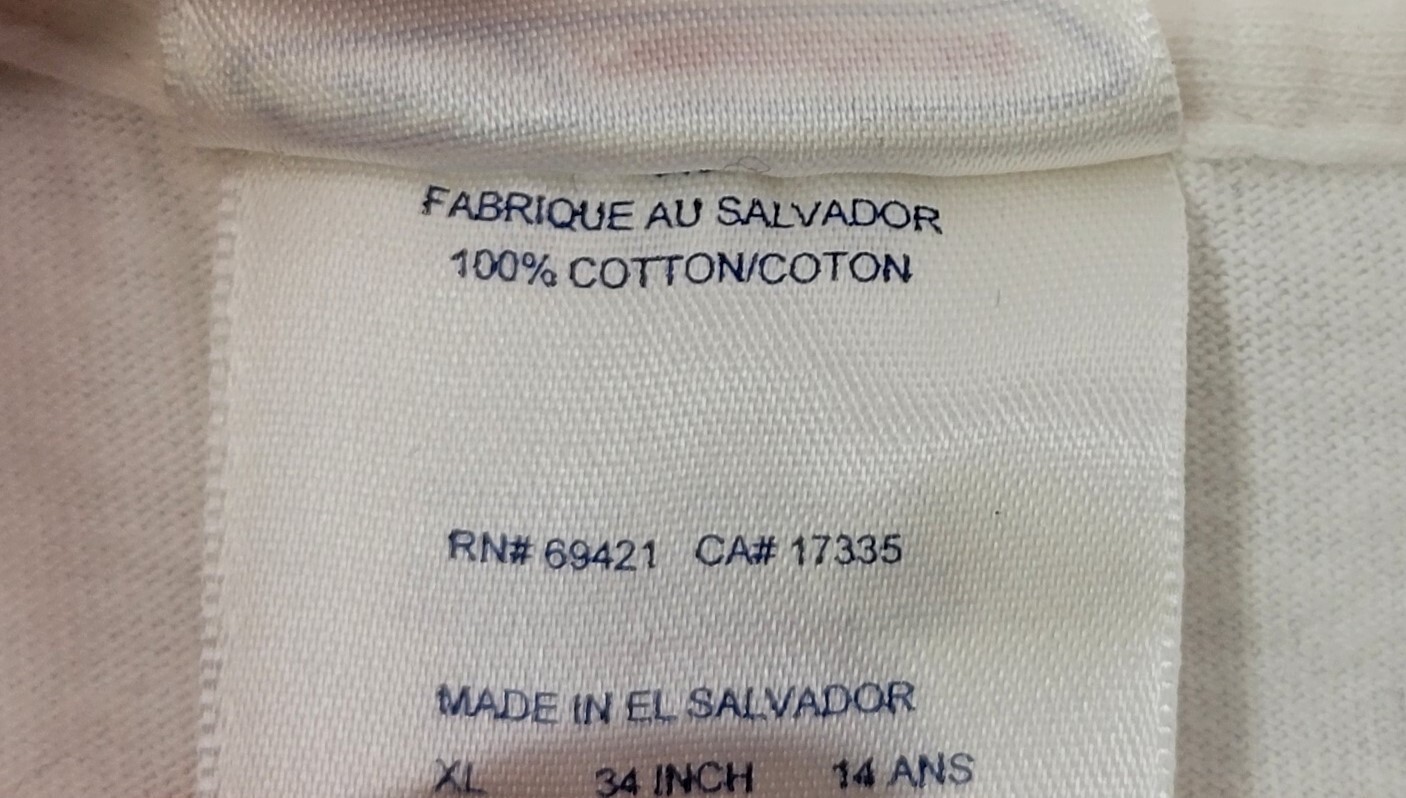 FABRIQUE AU SALVADOR
100% COTTON/COTON
RN# 69421 CA# 17335
MADE IN EL SALVADOR
XL 34 INCH 14 ANS